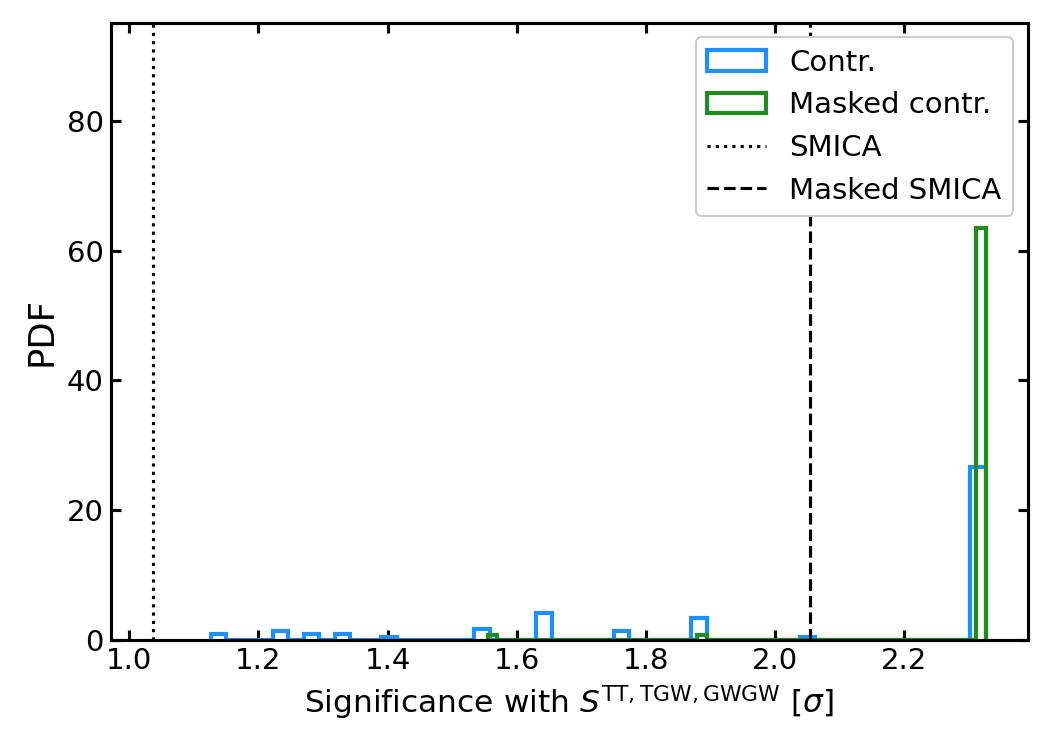 Contr.
Masked contr.
SMICA
Masked SMICA
PDF
80
60
40
20
0
1.0 1.2 1.4 1.6 1.8 2.0 2.2
Significance with S^TT, TGW, GWGW [σ]